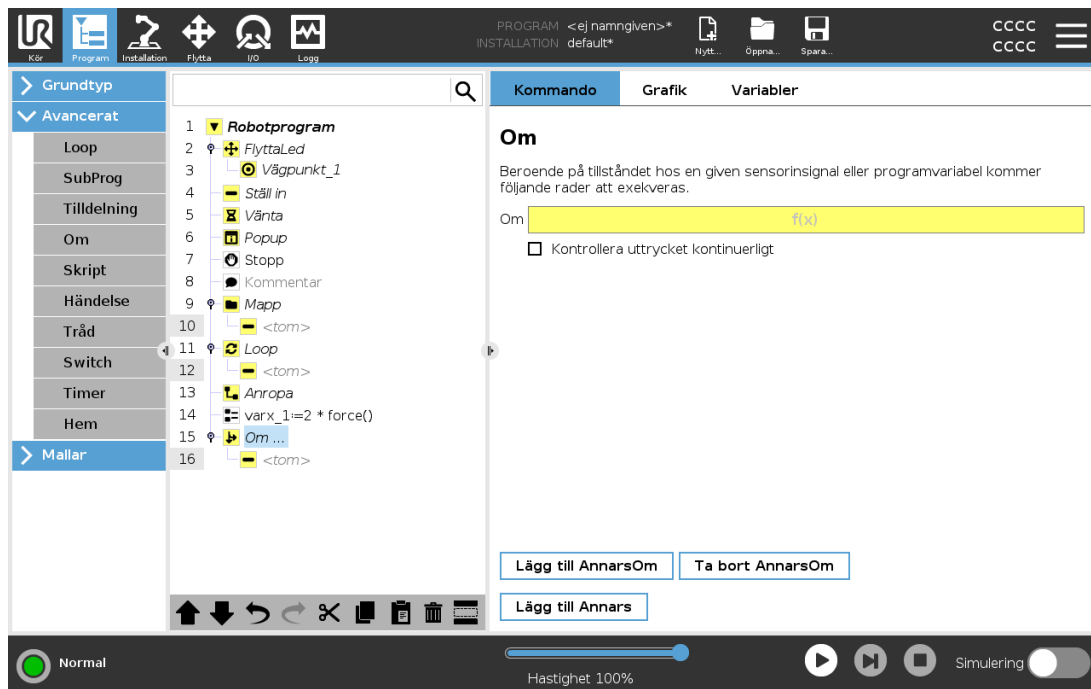 PROGRAM <ej namngiven>*
INSTALLATION default*
CCCC
CCCC
Kör Program Installation Flytta I/O Logg Nytt... Öppna... Spara...
Grundtyp
Avancerat
Loop
SubProg
Tilldelning
Om
Skript
Händelse
Tråd
Switch
Timer
Hem
Mallar
1 Robotprogram
2 FlyttaLed
3 Vägpunkt_1
4 Ställ in
5 Vänta
6 Popup
7 Stopp
8 Kommentar
9 Mapp
10 <tom>
11 Loop
12 <tom>
13 Anropa
14 varx_1:=2 * force()
15 Om ...
16 <tom>
Kommando Grafik Variabler
Om
Beroende på tillståndet hos en given sensorinsignal eller programvariabel kommer
följande rader att exekveras.
Om f(x)
Kontrollera uttrycket kontinuerligt
Lägg till AnnarsOm Ta bort AnnarsOm
Lägg till Annars
Normal
Hastighet 100%
Simulering